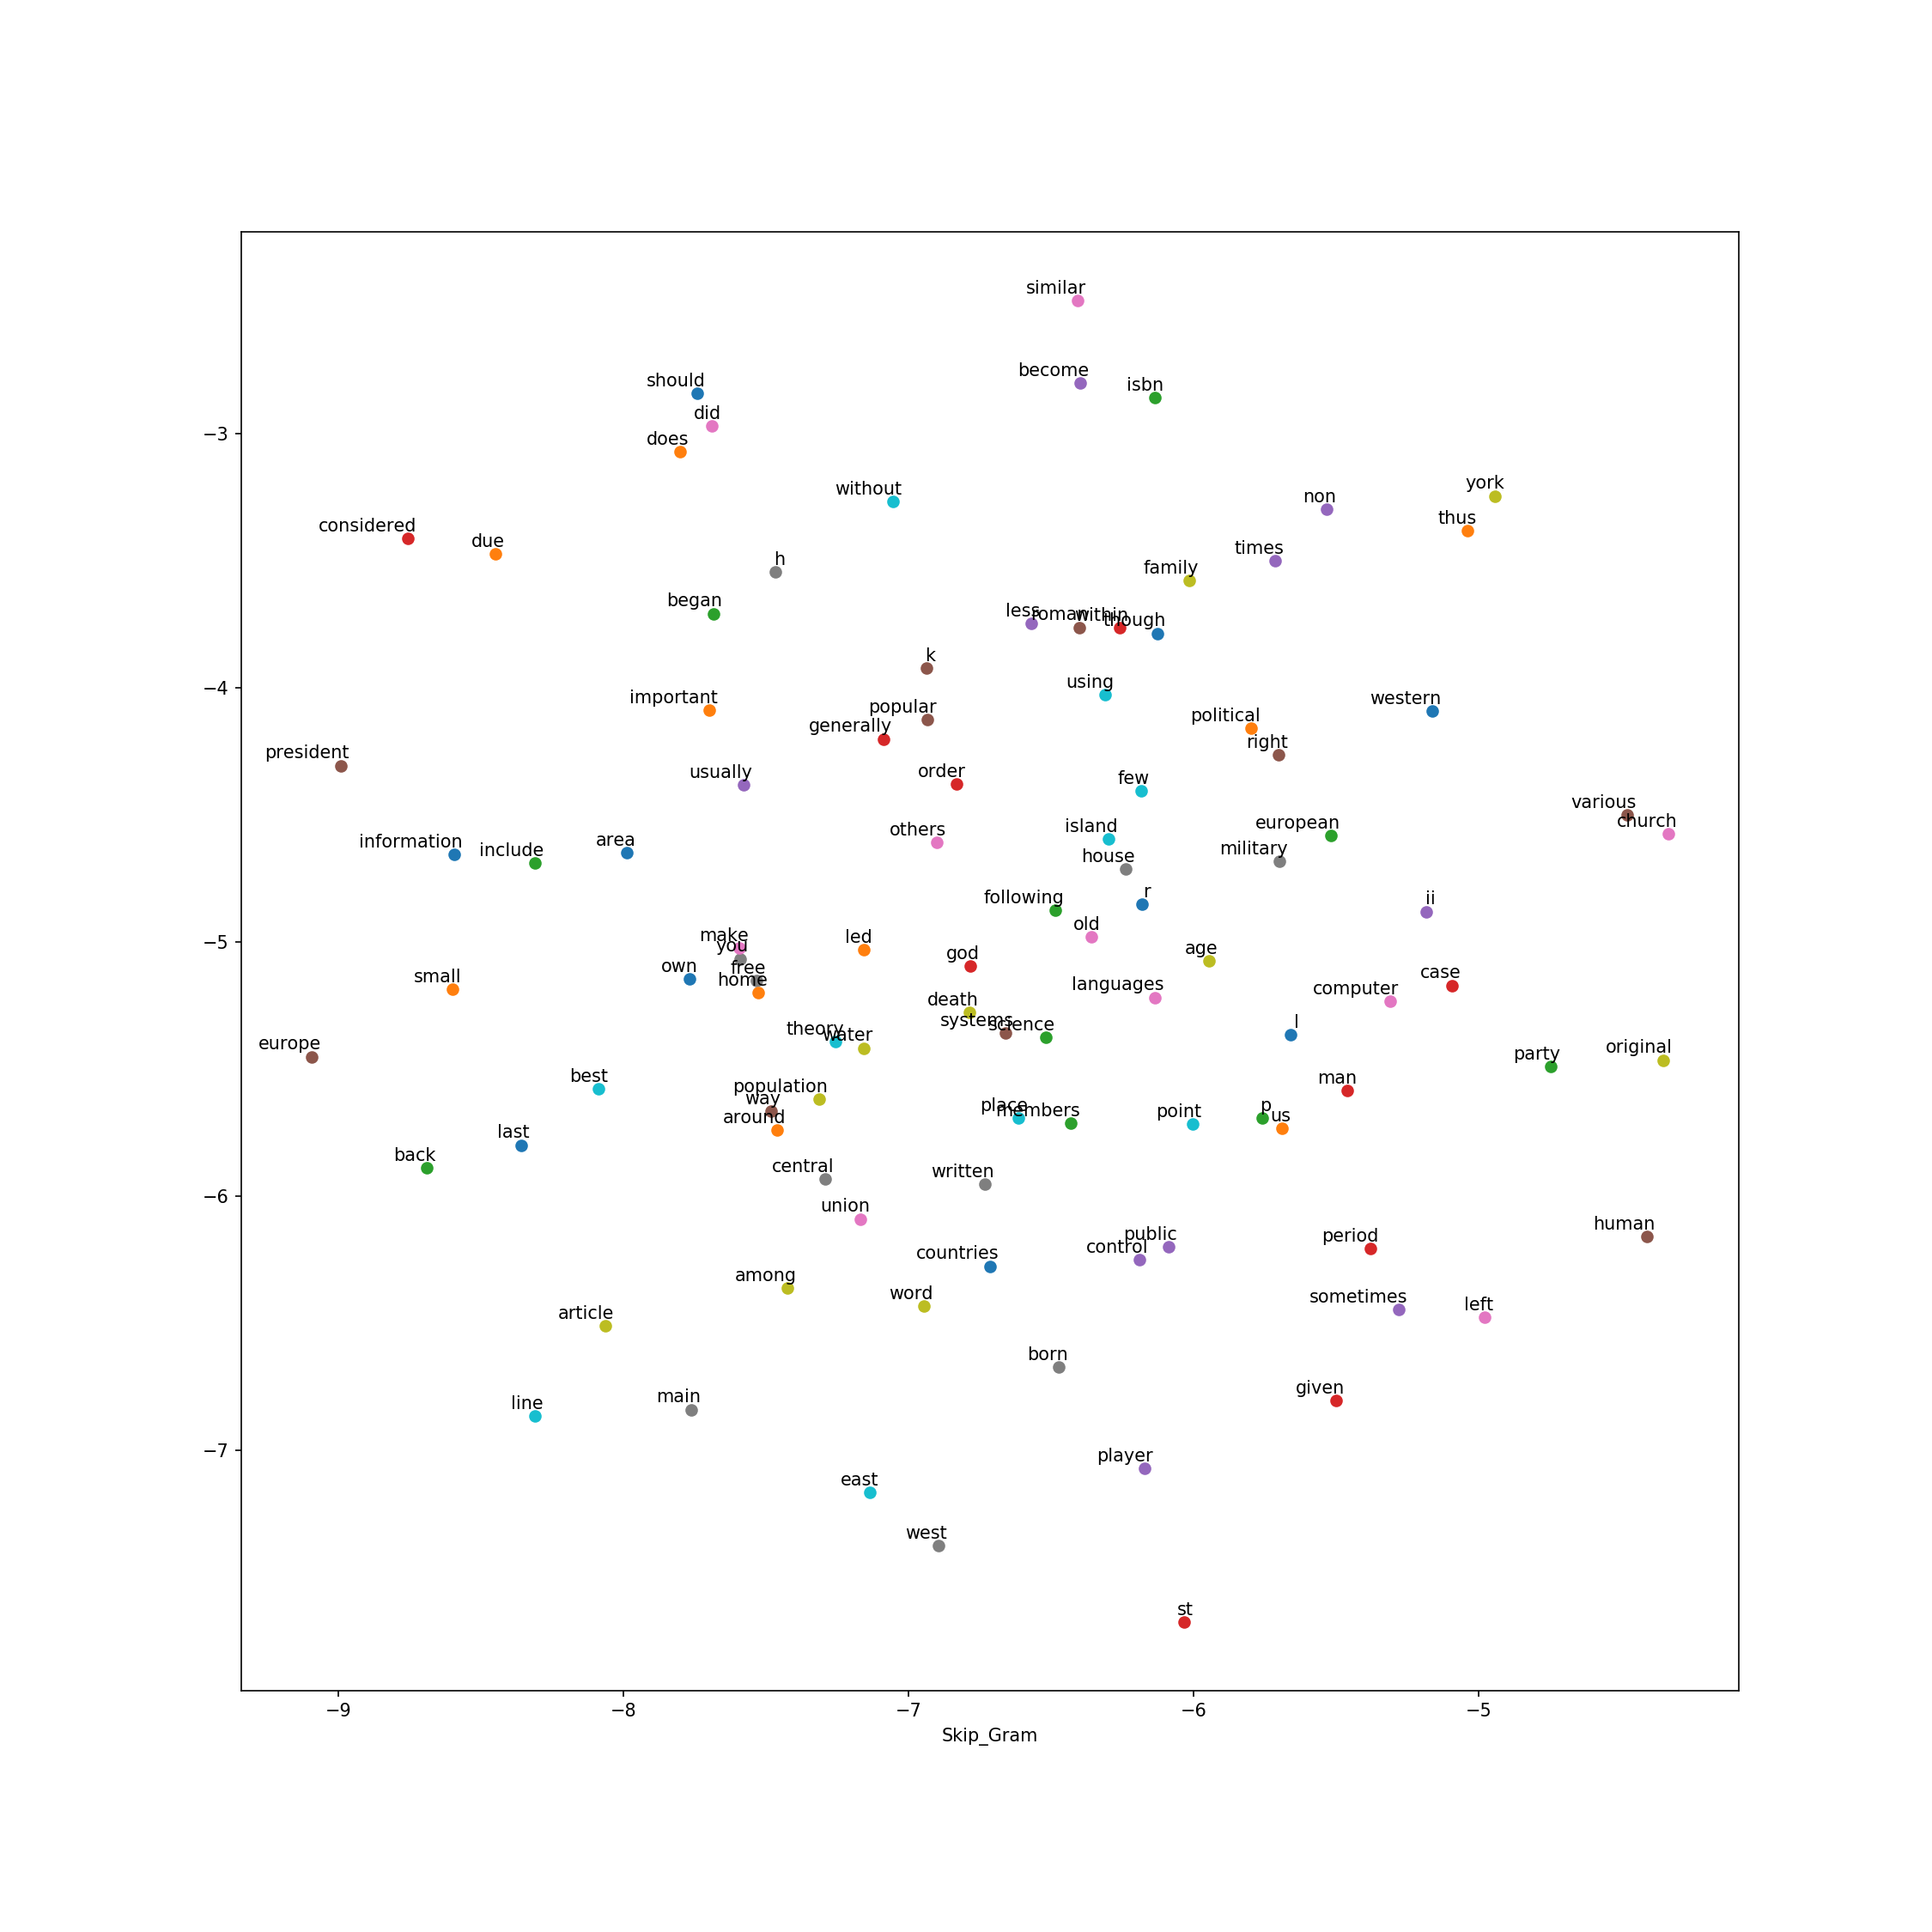 similar
become
should
isbn
did
−3
does
york
without
non
thus
considered
due
times
h
family
began
less
roman
within
though
k
−4
using
important
western
popular
political
generally
right
president
order
usually
few
various
european
church
island
others
area
information
include
military
house
r
following
ii
old
−5
make
led
you
age
god
own
free
case
small
home
languages
computer
death
systems
science
l
theory
water
europe
original
party
best
man
population
way
place
members
p
point
us
around
last
back
central
written
−6
union
human
public
period
control
countries
among
word
sometimes
left
article
born
given
main
line
−7
player
east
west
st
−9
−8
−7
−6
−5
Skip_Gram